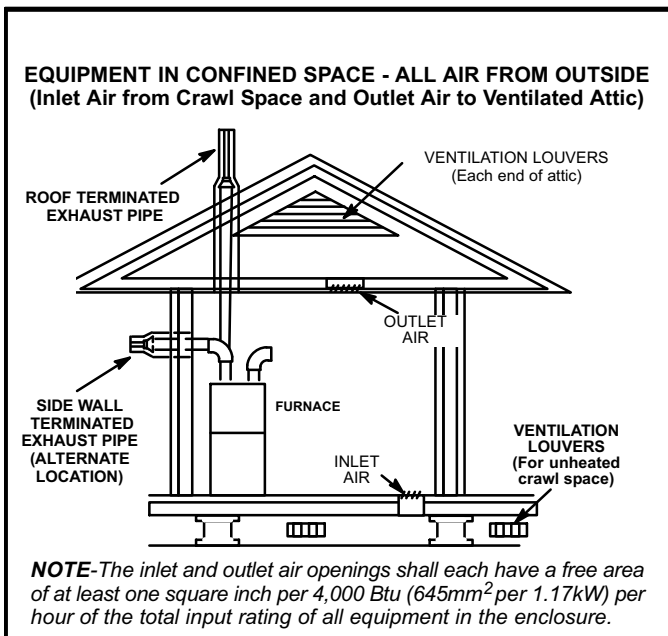 EQUIPMENT IN CONFINED SPACE - ALL AIR FROM OUTSIDE
(Inlet Air from Crawl Space and Outlet Air to Ventilated Attic)
VENTILATION LOUVERS
(Each end of attic)
ROOF TERMINATED
EXHAUST PIPE
OUTLET
AIR
SIDE WALL
TERMINATED
EXHAUST PIPE
(ALTERNATE
LOCATION)
FURNACE
INLET
AIR
VENTILATION
LOUVERS
(For unheated
crawl space)
NOTE-The inlet and outlet air openings shall each have a free area
of at least one square inch per 4,000 Btu (645mm² per 1.17kW) per
hour of the total input rating of all equipment in the enclosure.